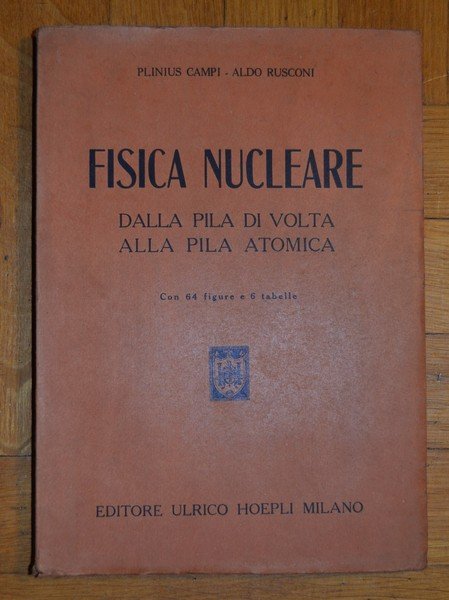 PLINIUS CAMPI - ALDO RUSCONI
FISICA NUCLEARE
DALLA PILA DI VOLTA
ALLA PILA ATOMICA
Con 64 figure e 6 tabelle
EDITORE ULRICO HOEPLI MILANO